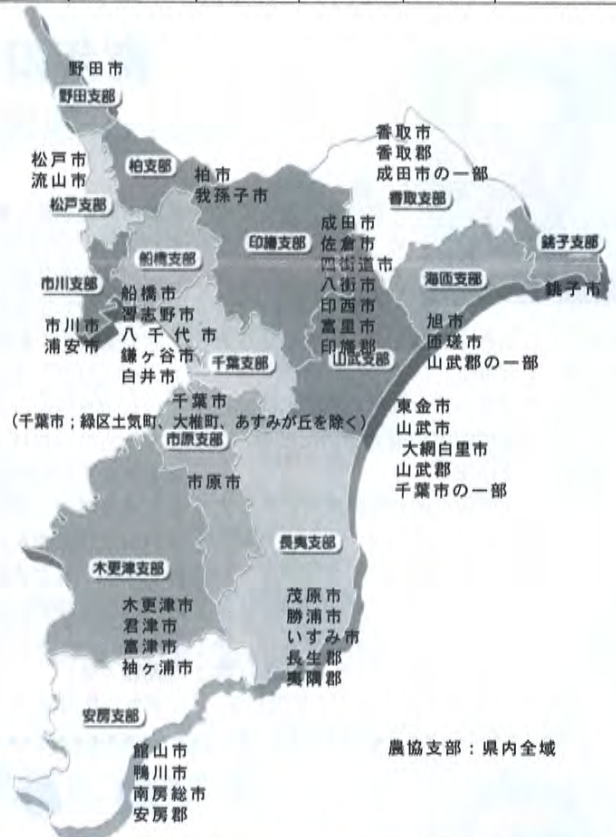 野田市
野田支部
松戸市
流山市
松戸支部
柏支部
柏市
我孫子市
香取市
香取郡
成田市の一部
香取支部
船橋支部
船橋市
習志野市
八千代市
鎌ヶ谷市
白井市
印旛支部
成田市
佐倉市
四街道市
八街市
印西市
富里市
印旛郡
銚子支部
銚子市
海匝支部
旭市
匝瑳市
山武郡の一部
市川支部
市川市
浦安市
千葉支部
千葉市
(千葉市；緑区土気町、大椎町、あすみが丘を除く)
山武支部
東金市
山武市
大網白里市
山武郡
千葉市の一部
市原支部
市原市
長夷支部
茂原市
勝浦市
いすみ市
長生郡
夷隅郡
木更津支部
木更津市
君津市
富津市
袖ヶ浦市
安房支部
館山市
鴨川市
南房総市
安房郡
農協支部：県内全域